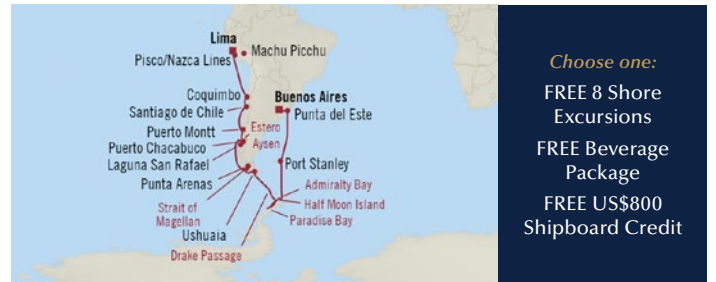 Lima
Machu Picchu
Pisco/Nazca Lines
Coquimbo
Buenos Aires
Santiago de Chile
Punta del Este
Puerto Montt
Estero
Puerto Chacabuco
Aysen
Laguna San Rafael
Port Stanley
Punta Arenas
Admiralty Bay
Strait of
Magellan
Half Moon Island
Paradise Bay
Ushuaia
Drake Passage
Choose one:
FREE 8 Shore
Excursions
FREE Beverage
Package
FREE US$800
Shipboard Credit